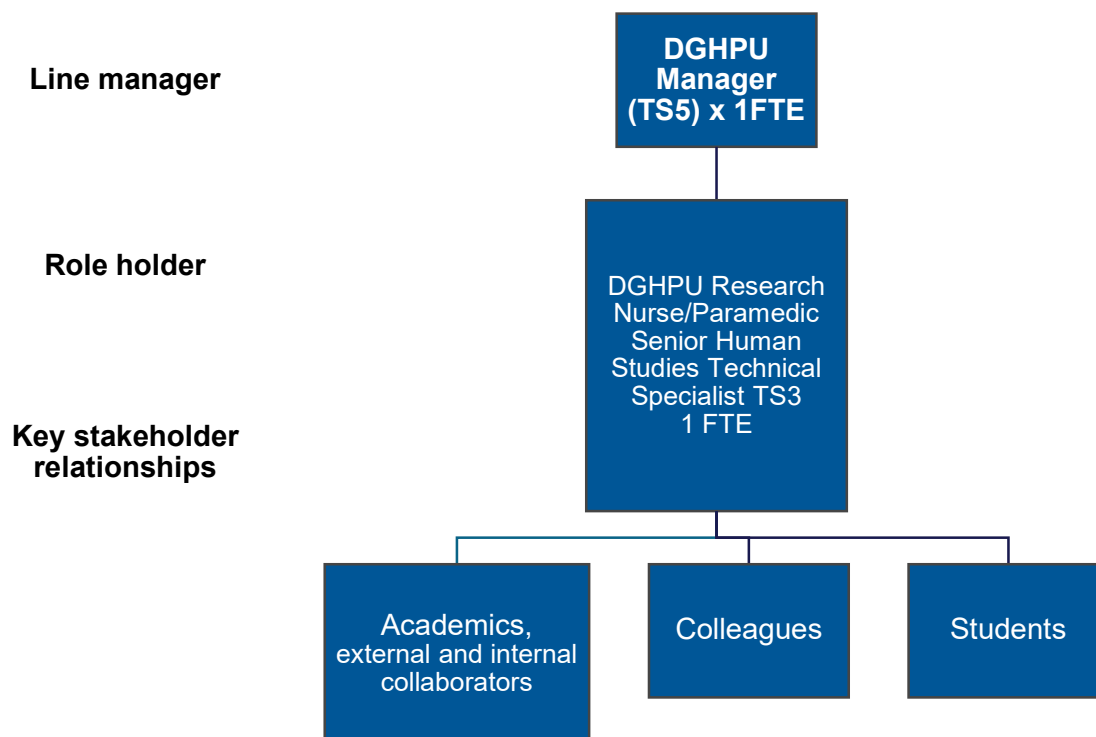 Line manager
DGHPU
Manager
(TS5) x 1FTE
Role holder
DGHPU Research
Nurse/Paramedic
Senior Human
Studies Technical
Specialist TS3
1 FTE
Key stakeholder
relationships
Academics,
external and internal
collaborators
Colleagues
Students